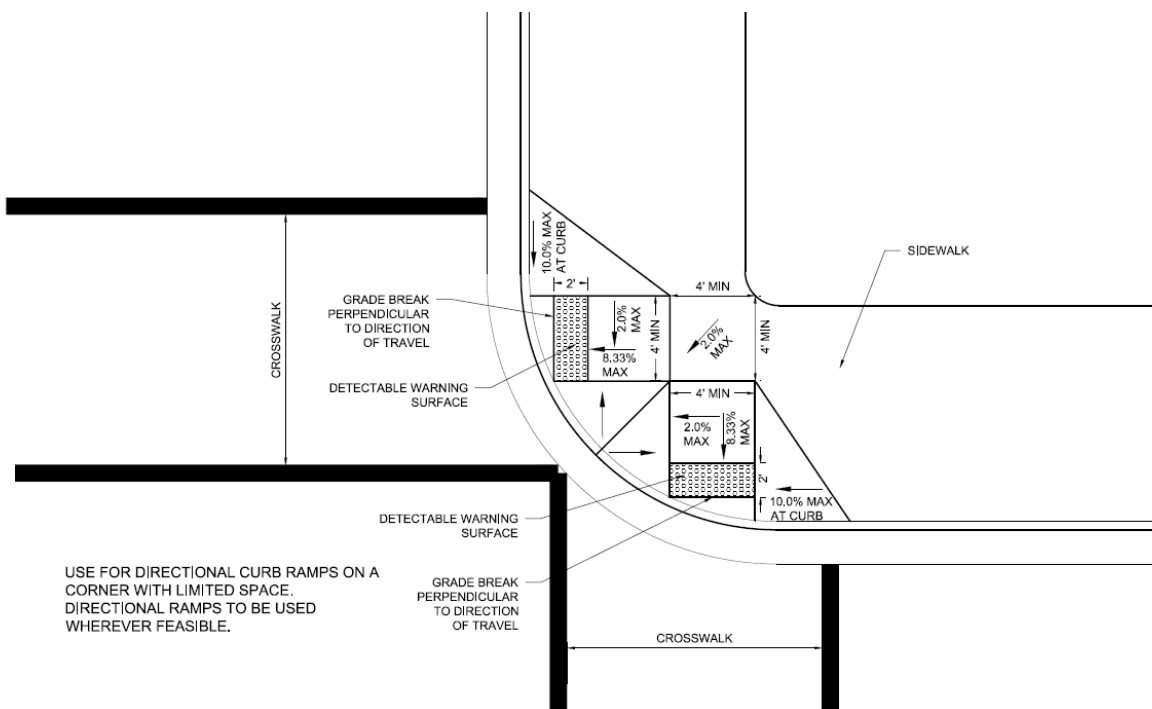 10.0% MAX
AT CURB
2'
4' MIN
SIDEWALK
GRADE BREAK
PERPENDICULAR
TO DIRECTION
OF TRAVEL
2.0%
MAX
8.33%
MAX
4' MIN
2.0%
MAX
4' MIN
CROSSWALK
DETECTABLE WARNING
SURFACE
4' MIN
2.0%
MAX
8.33%
MAX
2'
10.0% MAX
AT CURB
DETECTABLE WARNING
SURFACE
USE FOR DIRECTIONAL CURB RAMPS ON A
CORNER WITH LIMITED SPACE.
DIRECTIONAL RAMPS TO BE USED
WHEREVER FEASIBLE.
GRADE BREAK
PERPENDICULAR
TO DIRECTION
OF TRAVEL
CROSSWALK